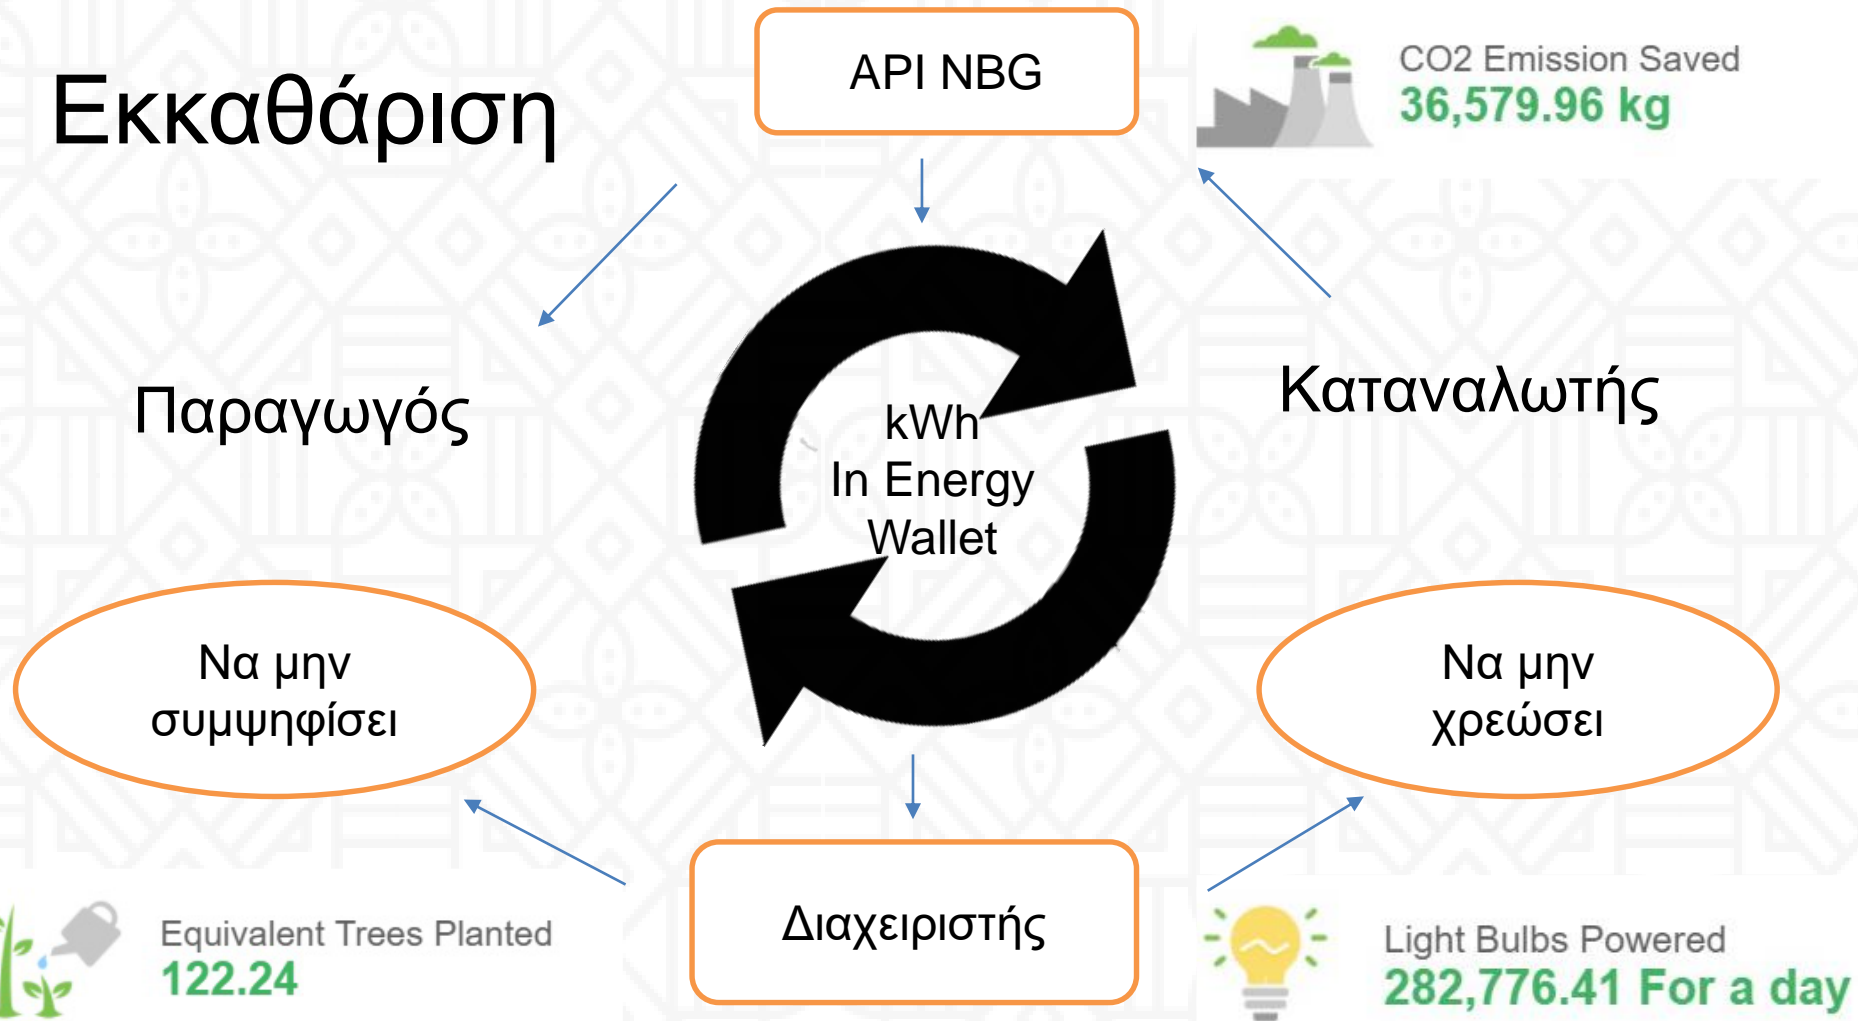 Εκκαθάριση
API NBG
CO2 Emission Saved
36,579.96 kg
Παραγωγός
Καταναλωτής
kWh
In Energy
Wallet
Να μην
συμψηφίσει
Να μην
χρεώσει
Διαχειριστής
Equivalent Trees Planted
122.24
Light Bulbs Powered
282,776.41 For a day